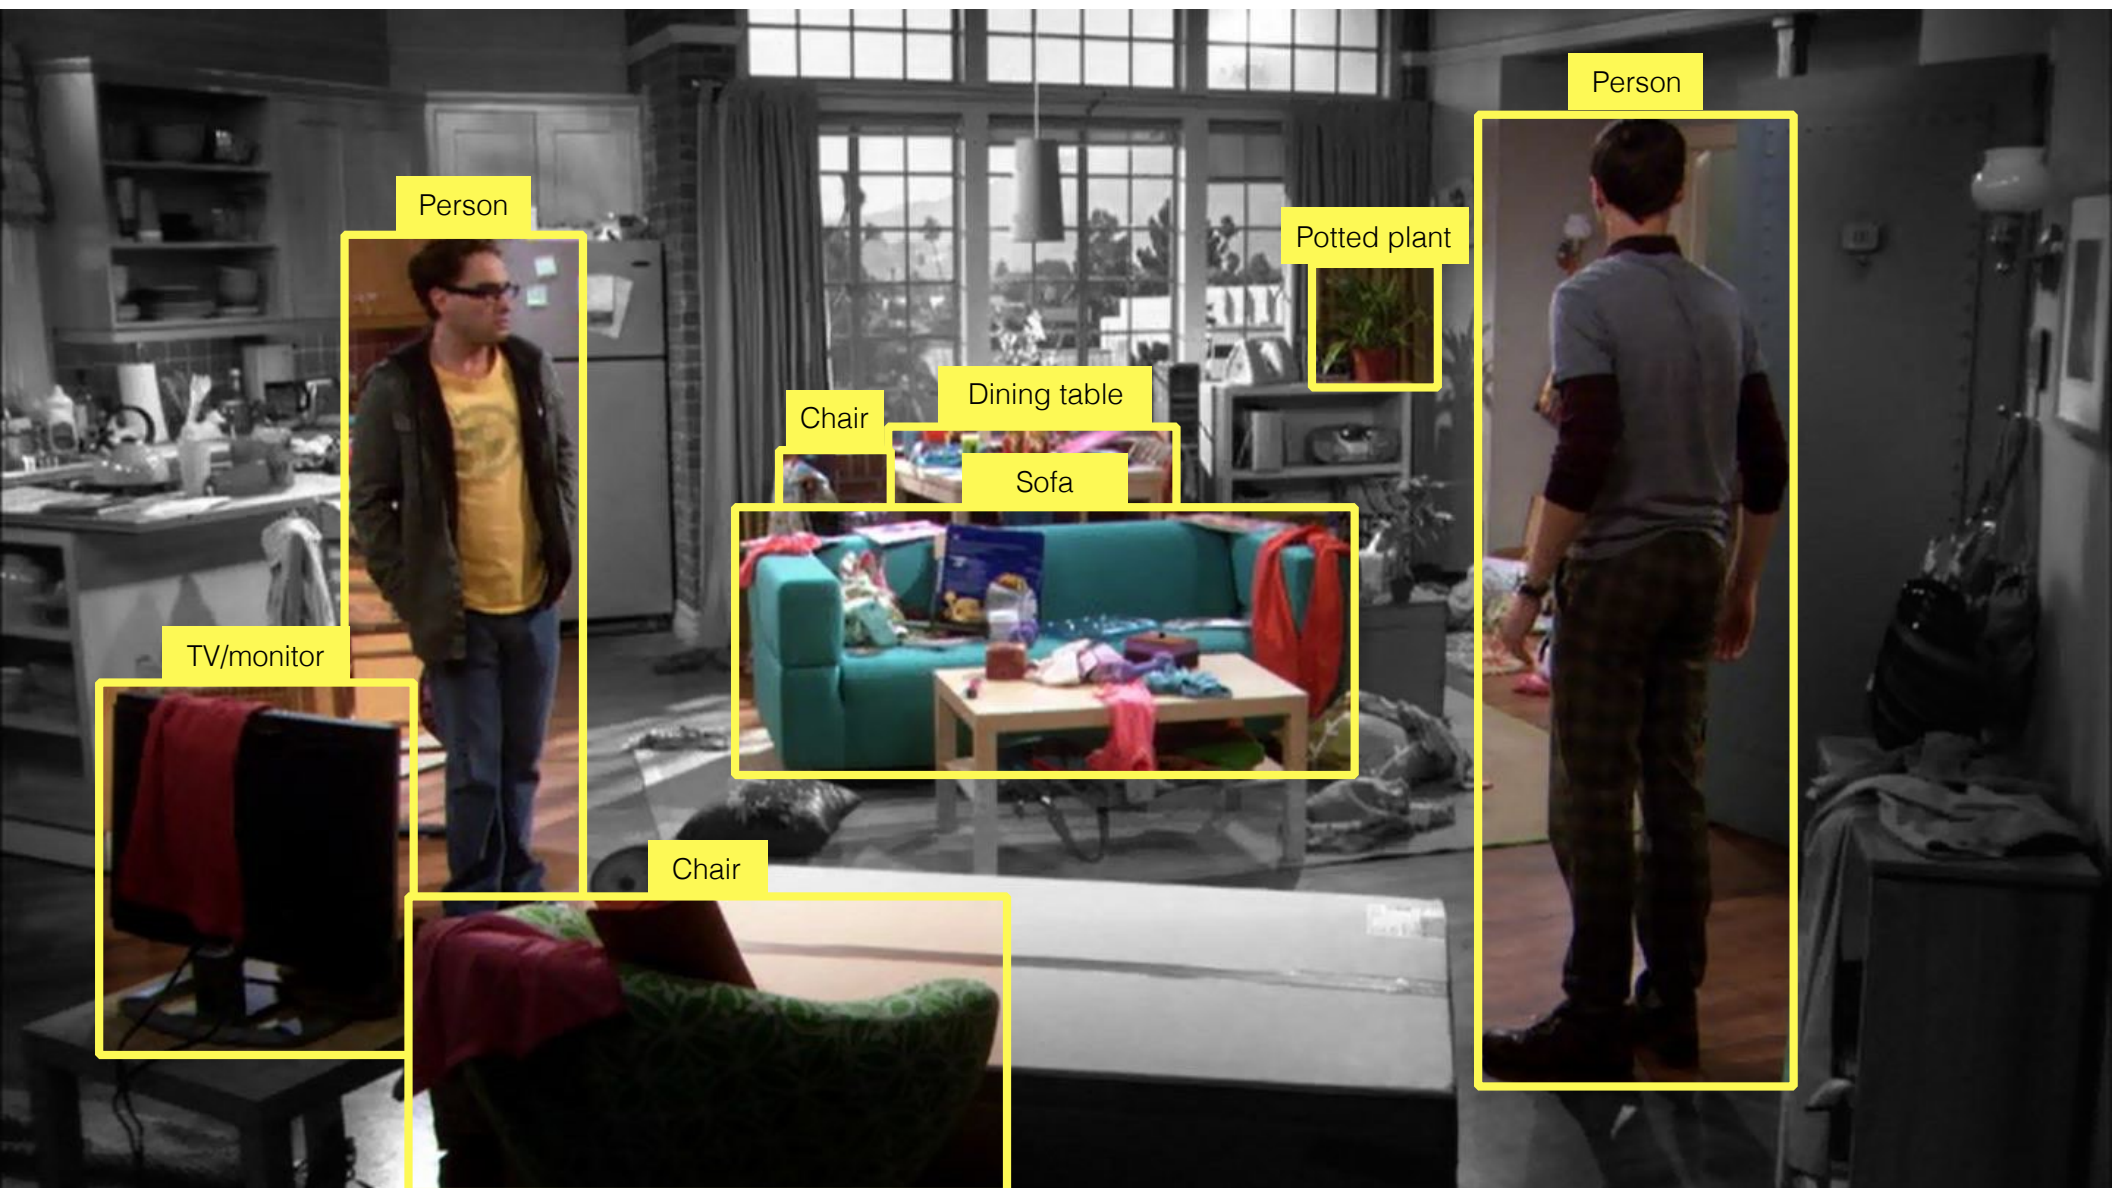 Person
Person
Potted plant
Dining table
Chair
Sofa
TV/monitor
Chair